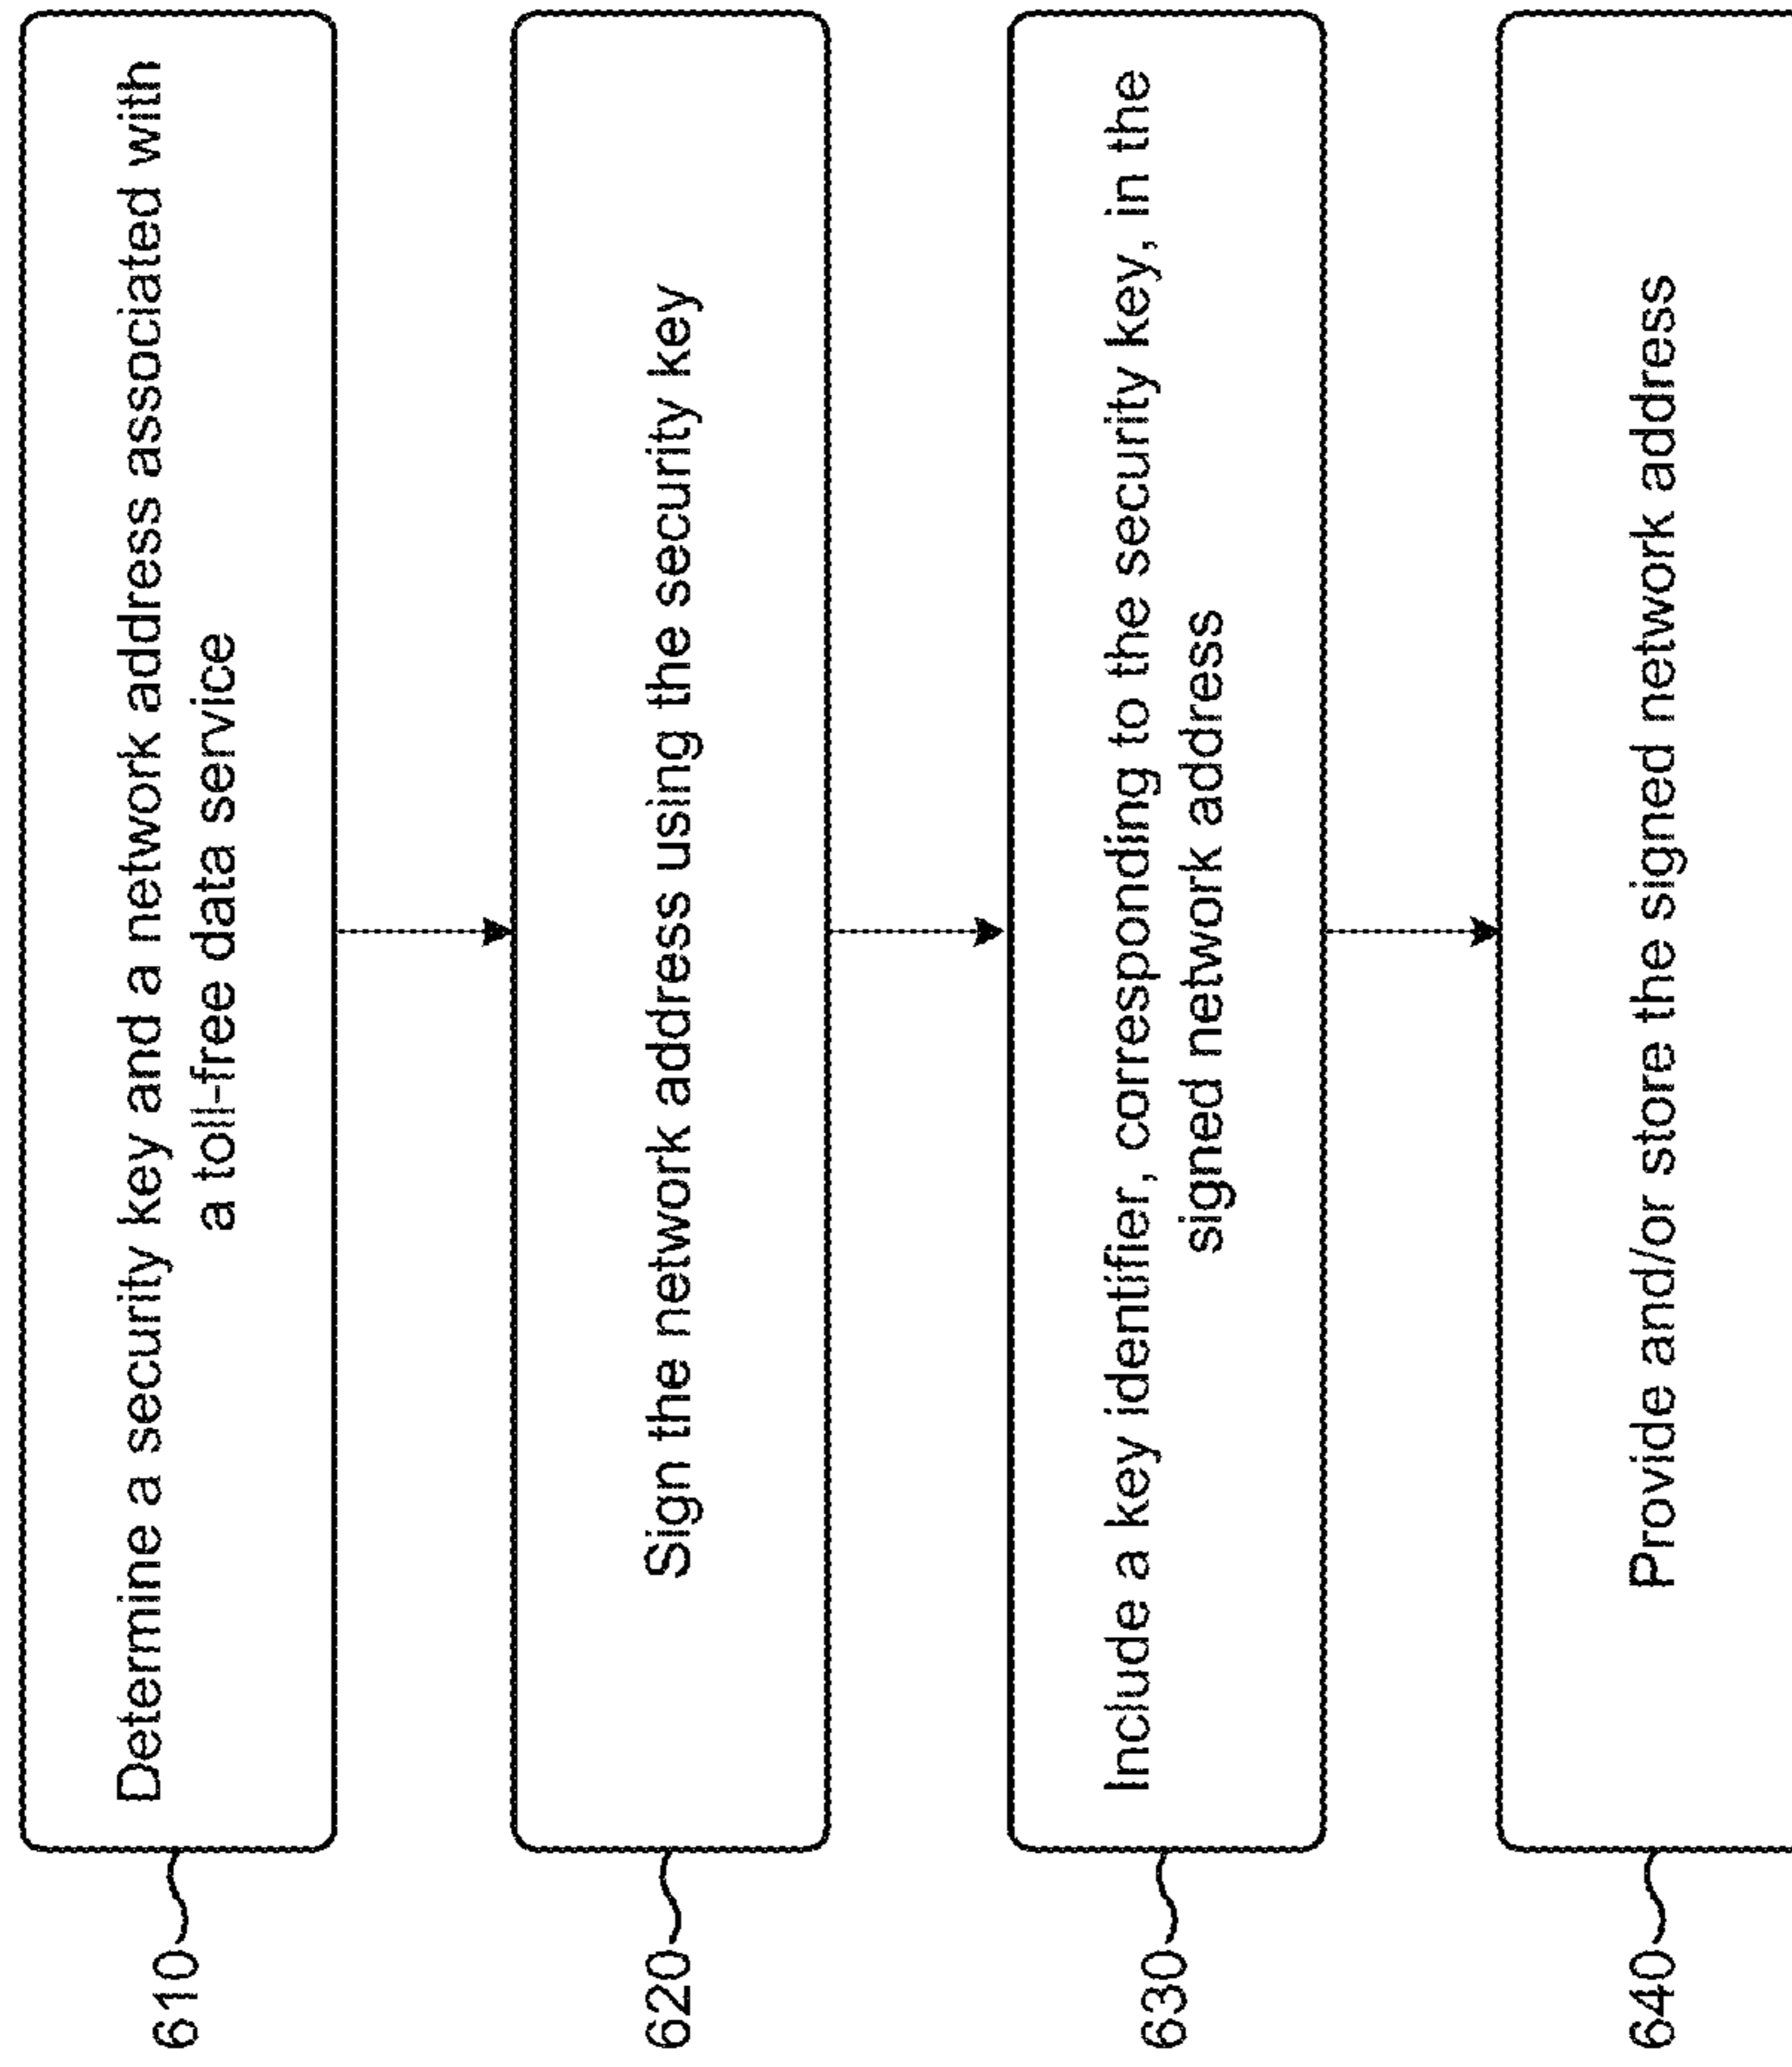 610
Determine a security key and a network address associated with
a toll-free data service
620
Sign the network address using the security key
630
Include a key identifier, corresponding to the security key, in the
signed network address
640
Provide and/or store the signed network address